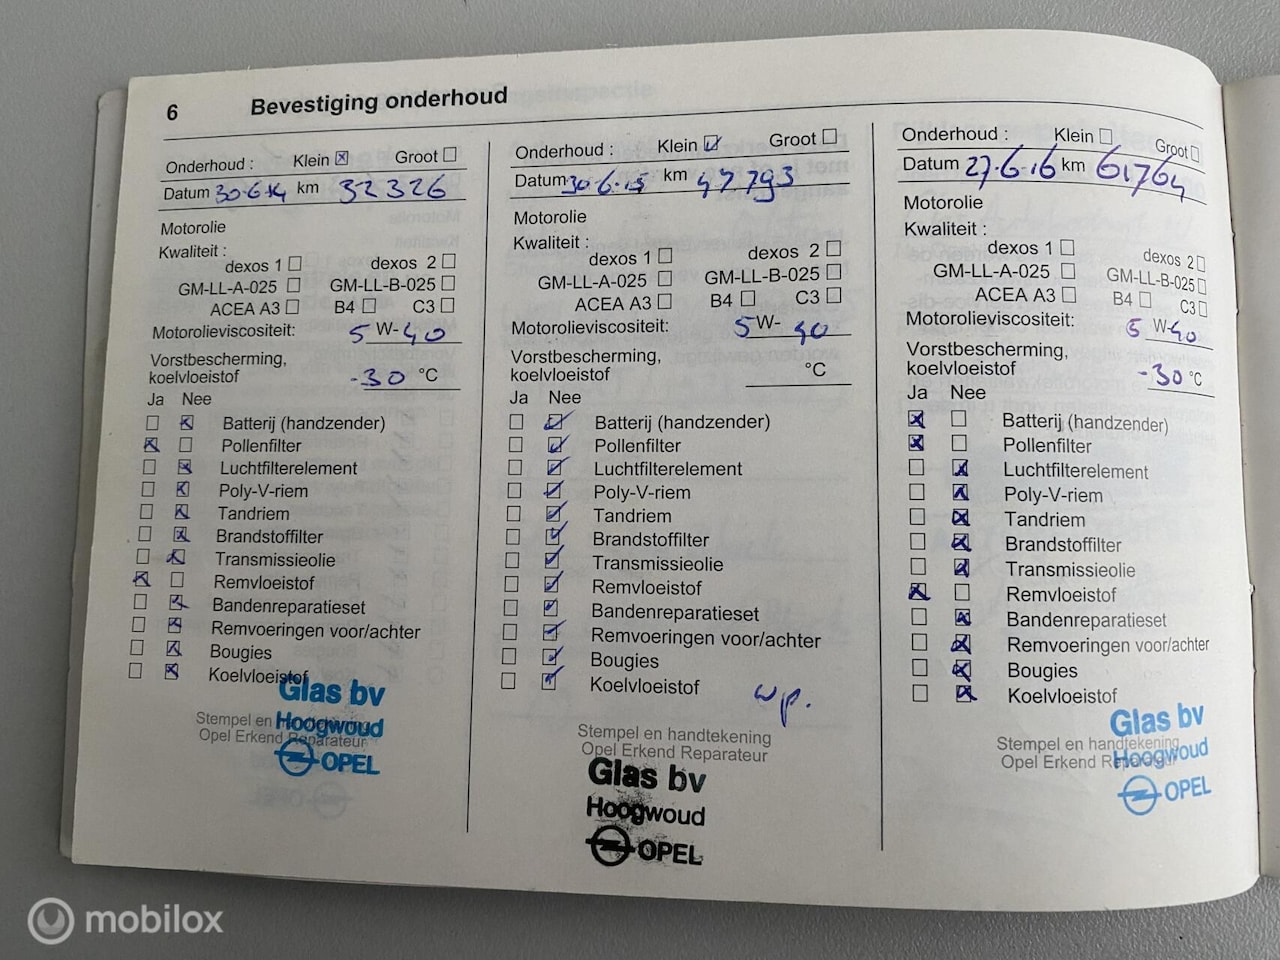 6 Bevestiging onderhoud
Onderhoud : Klein ☒ Groot ☐
Datum 30-6-14 km 32326
Motorolie
Kwaliteit :
dexos 1 ☐ dexos 2 ☐
GM-LL-A-025 ☐ GM-LL-B-025 ☐
ACEA A3 ☐ B4 ☐ C3 ☐
Motorolieviscositeit: 5 W-40
Vorstbescherming,
koelvloeistof -30 °C
Ja Nee
☐ ☒ Batterij (handzender)
☒ ☐ Pollenfilter
☐ ☒ Luchtfilterelement
☐ ☒ Poly-V-riem
☐ ☒ Tandriem
☐ ☒ Brandstoffilter
☐ ☒ Transmissieolie
☒ ☐ Remvloeistof
☐ ☒ Bandenreparatieset
☐ ☒ Remvoeringen voor/achter
☐ ☒ Bougies
☐ ☒ Koelvloeistof
Glas bv
Stempel en handtekening
Hoogwoud
Opel Erkend Reparateur
OPEL
Onderhoud : Klein ☑ Groot ☐
Datum 30-6-15 km 47793
Motorolie
Kwaliteit :
dexos 1 ☐ dexos 2 ☐
GM-LL-A-025 ☐ GM-LL-B-025 ☐
ACEA A3 ☐ B4 ☐ C3 ☐
Motorolieviscositeit: 5 W- 40
Vorstbescherming,
koelvloeistof °C
Ja Nee
☐ ☑ Batterij (handzender)
☐ ☑ Pollenfilter
☐ ☑ Luchtfilterelement
☐ ☑ Poly-V-riem
☐ ☑ Tandriem
☐ ☑ Brandstoffilter
☐ ☑ Transmissieolie
☐ ☑ Remvloeistof
☐ ☑ Bandenreparatieset
☐ ☑ Remvoeringen voor/achter
☐ ☑ Bougies
☐ ☑ Koelvloeistof
wp.
Stempel en handtekening
Opel Erkend Reparateur
Glas bv
Hoogwoud
OPEL
Onderhoud : Klein ☐ Groot ☐
Datum 27.6.16 km 61764
Motorolie
Kwaliteit :
dexos 1 ☐ dexos 2 ☐
GM-LL-A-025 ☐ GM-LL-B-025 ☐
ACEA A3 ☐ B4 ☐ C3 ☐
Motorolieviscositeit: 5 W-40
Vorstbescherming,
koelvloeistof -30 °C
Ja Nee
☒ ☐ Batterij (handzender)
☒ ☐ Pollenfilter
☐ ☒ Luchtfilterelement
☐ ☒ Poly-V-riem
☐ ☒ Tandriem
☐ ☒ Brandstoffilter
☐ ☒ Transmissieolie
☒ ☐ Remvloeistof
☐ ☒ Bandenreparatieset
☐ ☒ Remvoeringen voor/achter
☐ ☒ Bougies
☐ ☒ Koelvloeistof
Glas bv
Stempel en handtekening
Hoogwoud
Opel Erkend Reparateur
OPEL
mobilox